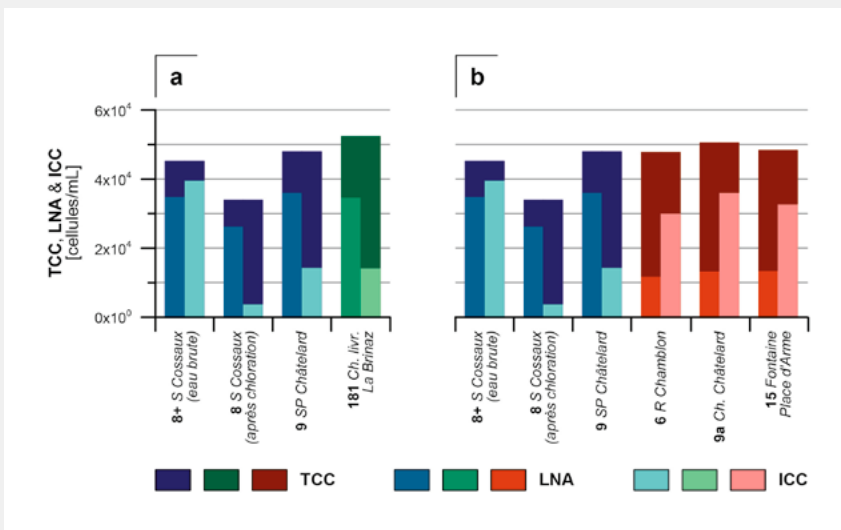 a
b
6x10⁴
4x10⁴
2x10⁴
0x10⁰
TCC, LNA & ICC
[cellules/mL]
8+ S Cossaux
(eau brute)
8 S Cossaux
(après chloration)
9 SP Châtelard
181 Ch. livr.
La Brinaz
8+ S Cossaux
(eau brute)
8 S Cossaux
(après chloration)
9 SP Châtelard
6 R Chamblon
9a Ch. Châtelard
15 Fontaine
Place d'Arme
TCC
LNA
ICC